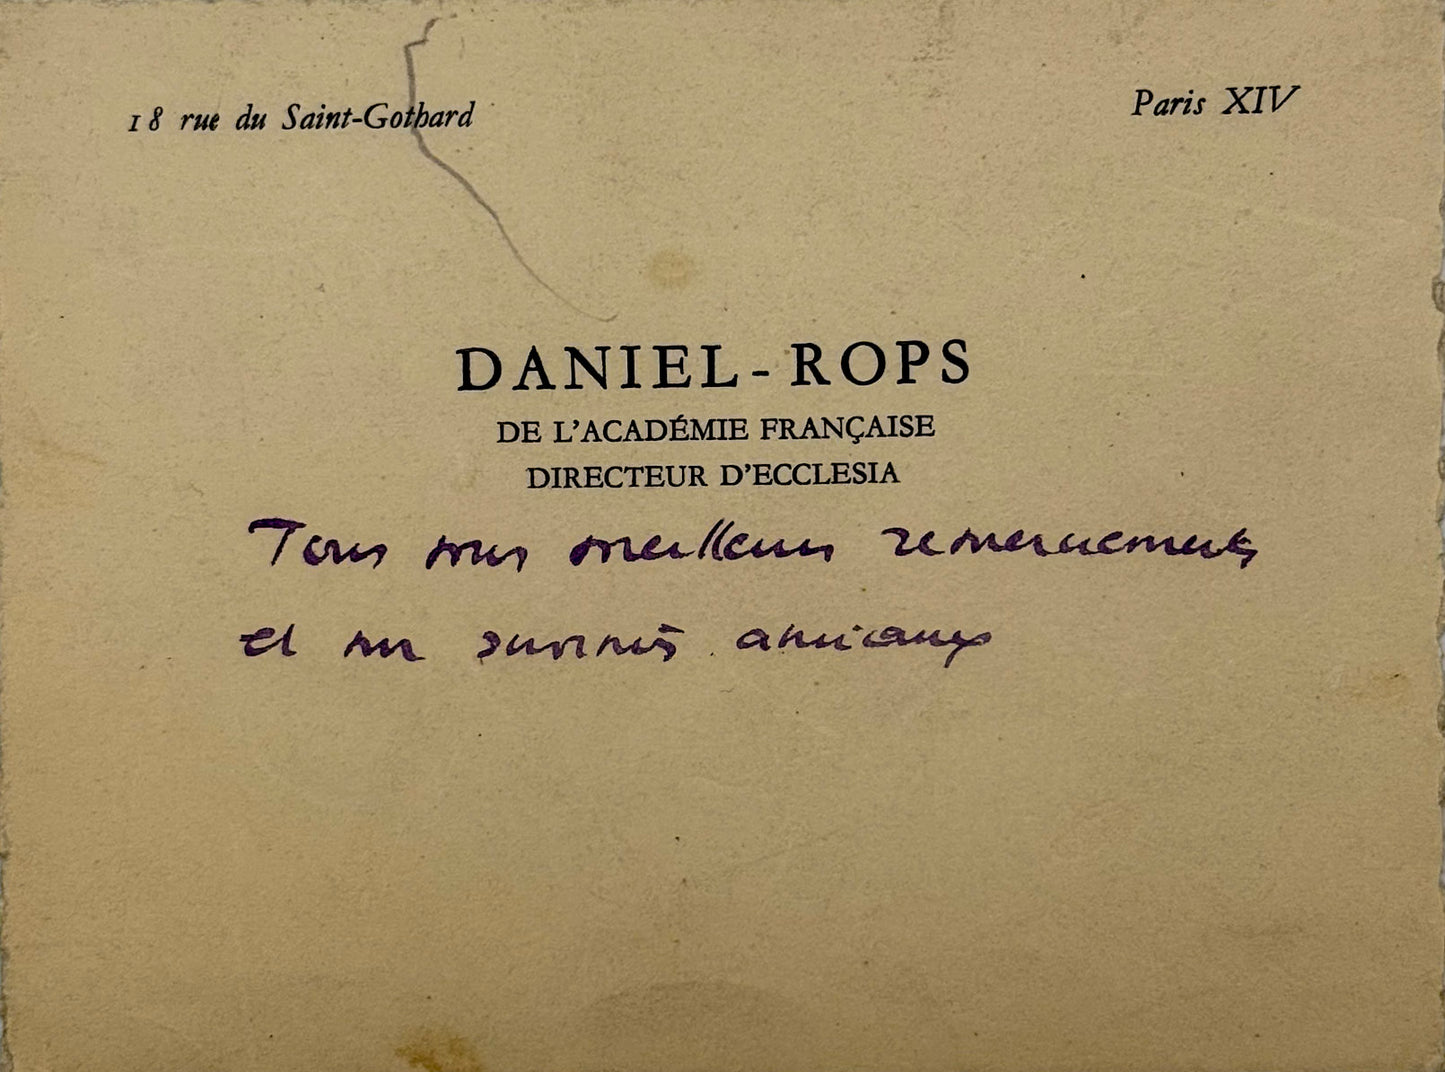 18 rue du Saint-Gothard
Paris XIV
DANIEL-ROPS
DE L'ACADÉMIE FRANÇAISE
DIRECTEUR D'ECCLESIA
Tous mes meilleurs remerciements
et mes souvenirs amicaux